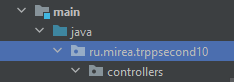 main
java
ru.mirea.trppsecond10
controllers